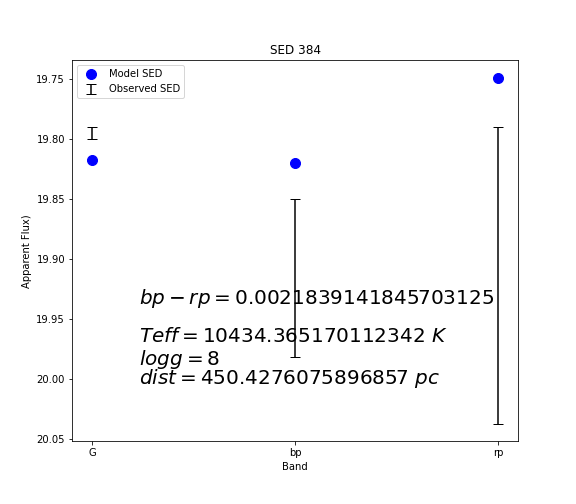 SED 384
Model SED
Observed SED
19.75
19.80
19.85
19.90
19.95
20.00
20.05
Apparent Flux)
bp − rp = 0.0021839141845703125
Teff = 10434.365170112342 K
logg = 8
dist = 450.4276075896857 pc
G
bp
rp
Band